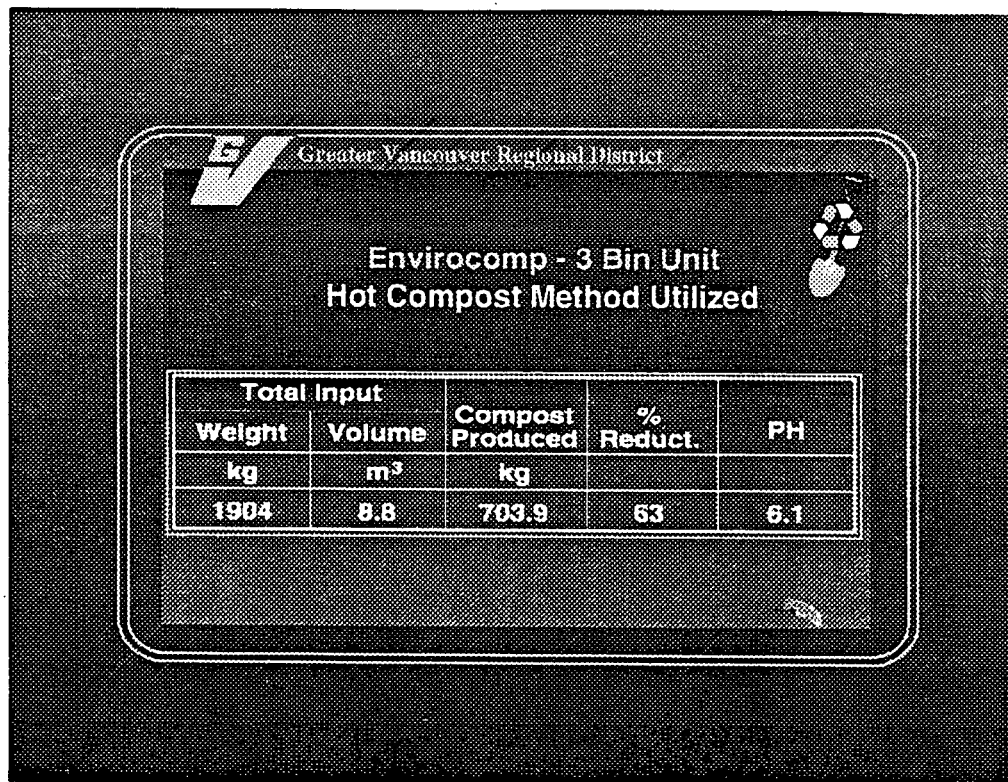 G
Greater Vancouver Regional District
Envirocomp - 3 Bin Unit
Hot Compost Method Utilized
Total Input
Compost Produced
% Reduct.
PH
Weight
Volume
kg
m³
kg
1904
8.8
703.9
63
6.1